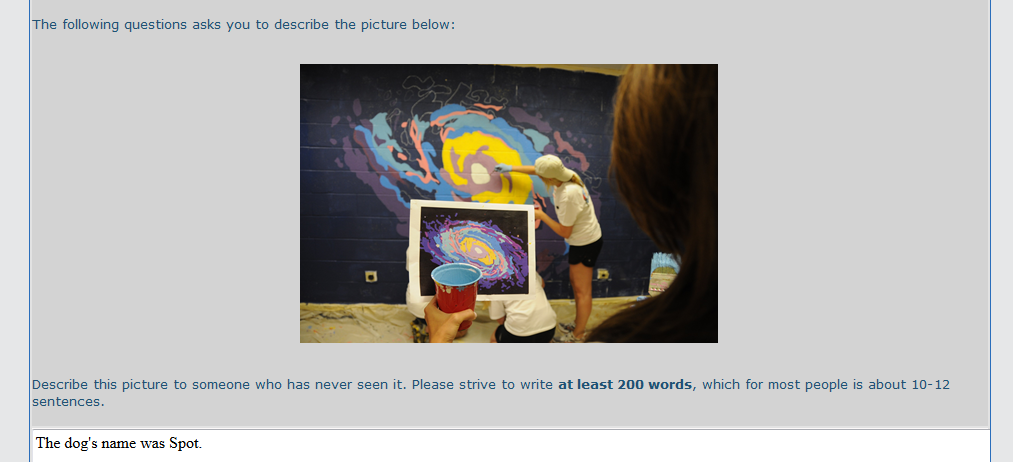 The following questions asks you to describe the picture below:
Describe this picture to someone who has never seen it. Please strive to write at least 200 words, which for most people is about 10-12
sentences.
The dog's name was Spot.